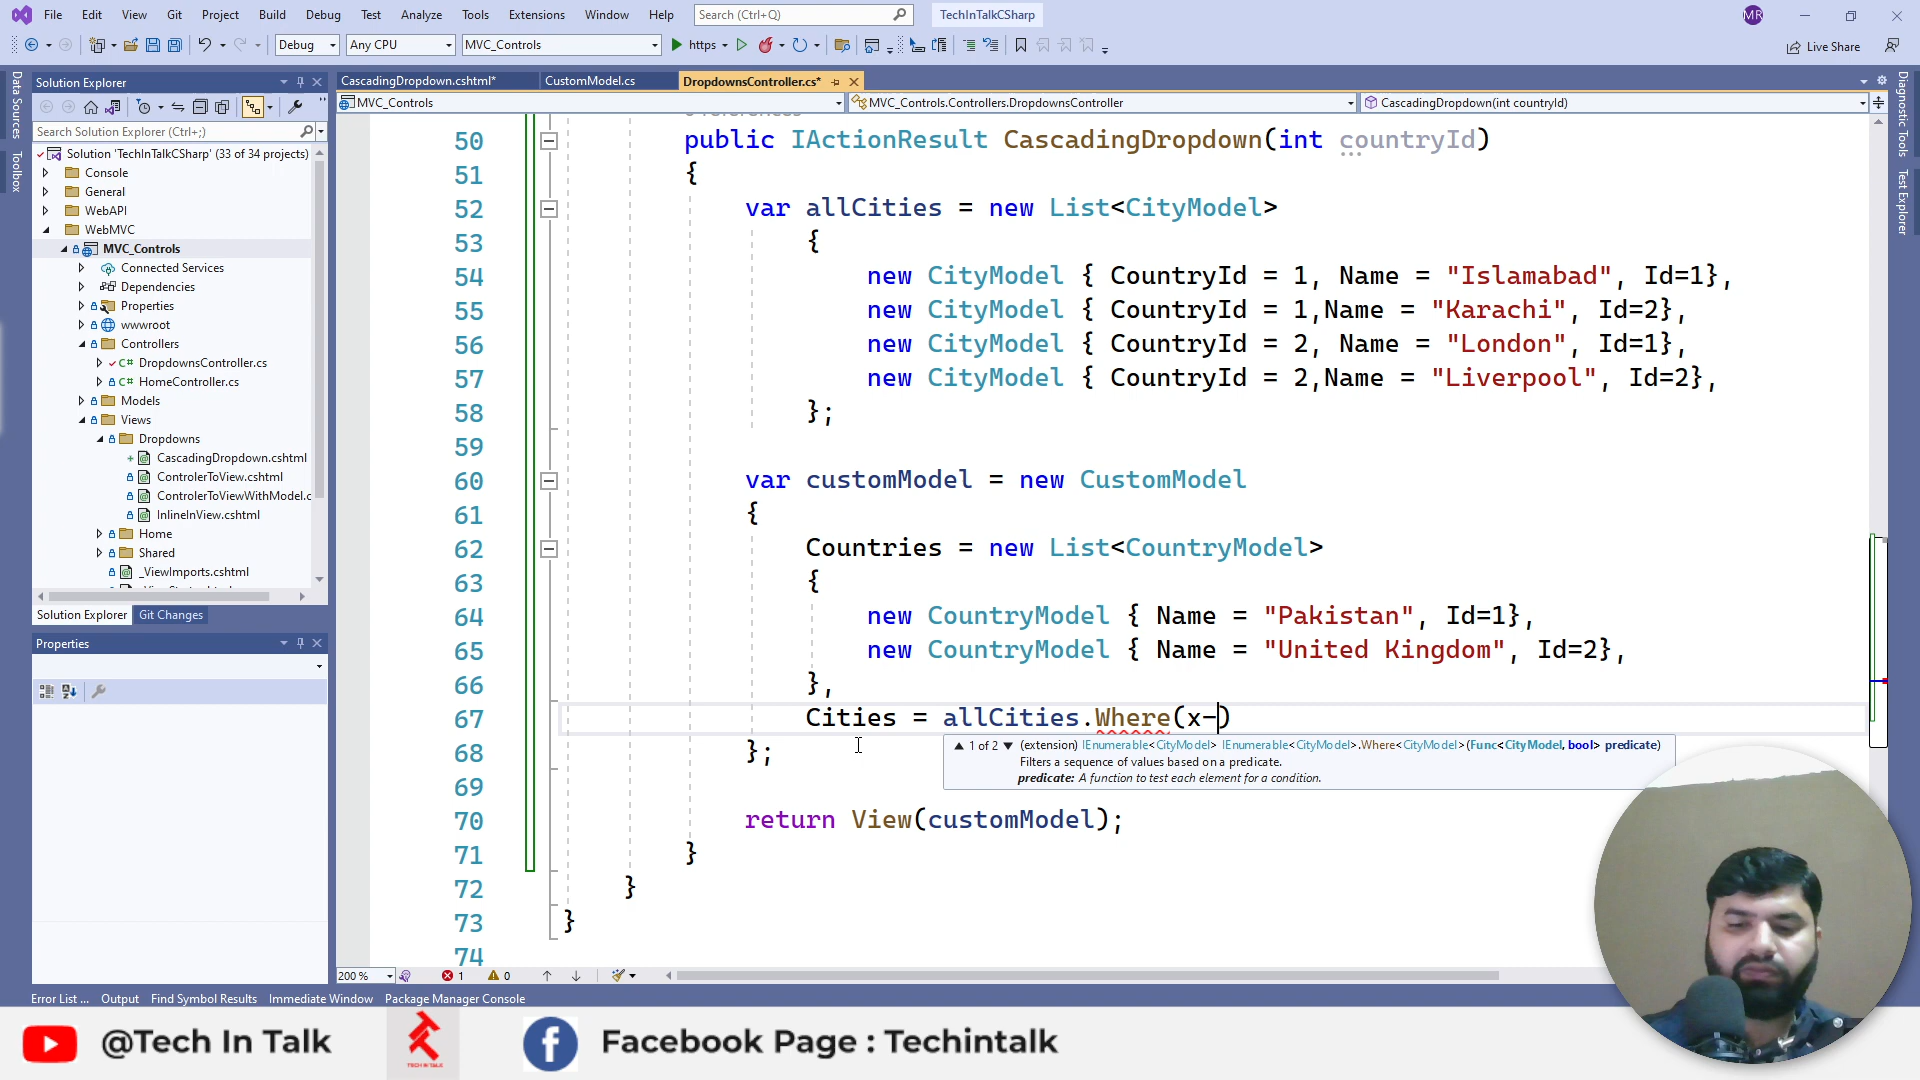 File Edit View Git Project Build Debug Test Analyze Tools Extensions Window Help Search (Ctrl+Q) TechInTalkCSharp MR
Debug Any CPU MVC_Controls https Live Share
Data Sources
Toolbox
Solution Explorer
Search Solution Explorer (Ctrl+;)
Solution 'TechInTalkCSharp' (33 of 34 projects)
Console
General
WebAPI
WebMVC
MVC_Controls
Connected Services
Dependencies
Properties
wwwroot
Controllers
C# DropdownsController.cs
C# HomeController.cs
Models
Views
Dropdowns
CascadingDropdown.cshtml
ControlerToView.cshtml
ControlerToViewWithModel.c
InlineInView.cshtml
Home
Shared
_ViewImports.cshtml
Solution Explorer Git Changes
Properties
CascadingDropdown.cshtml* CustomModel.cs DropdownsController.cs*
MVC_Controls MVC_Controls.Controllers.DropdownsController CascadingDropdown(int countryId)
50 public IActionResult CascadingDropdown(int countryId)
51 {
52 var allCities = new List<CityModel>
53 {
54 new CityModel { CountryId = 1, Name = "Islamabad", Id=1},
55 new CityModel { CountryId = 1,Name = "Karachi", Id=2},
56 new CityModel { CountryId = 2, Name = "London", Id=1},
57 new CityModel { CountryId = 2,Name = "Liverpool", Id=2},
58 };
59
60 var customModel = new CustomModel
61 {
62 Countries = new List<CountryModel>
63 {
64 new CountryModel { Name = "Pakistan", Id=1},
65 new CountryModel { Name = "United Kingdom", Id=2},
66 },
67 Cities = allCities.Where(x-)
68 };
69
70 return View(customModel);
71 }
72 }
73 }
74
1 of 2 (extension) IEnumerable<CityModel> IEnumerable<CityModel>.Where<CityModel>(Func<CityModel, bool> predicate)
Filters a sequence of values based on a predicate.
predicate: A function to test each element for a condition.
200 % 1 0
Diagnostic Tools
Test Explorer
Error List ... Output Find Symbol Results Immediate Window Package Manager Console
@Tech In Talk TECH IN TALK Facebook Page : Techintalk